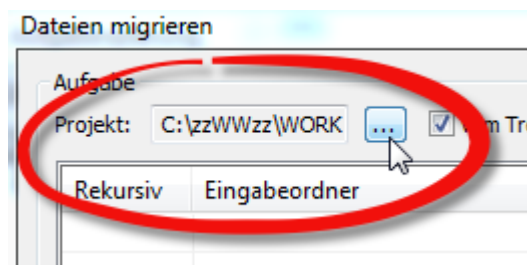 Dateien migrieren
Aufgabe
Projekt: C:\zzWWzz\WORK ...
Rekursiv Eingabeordner